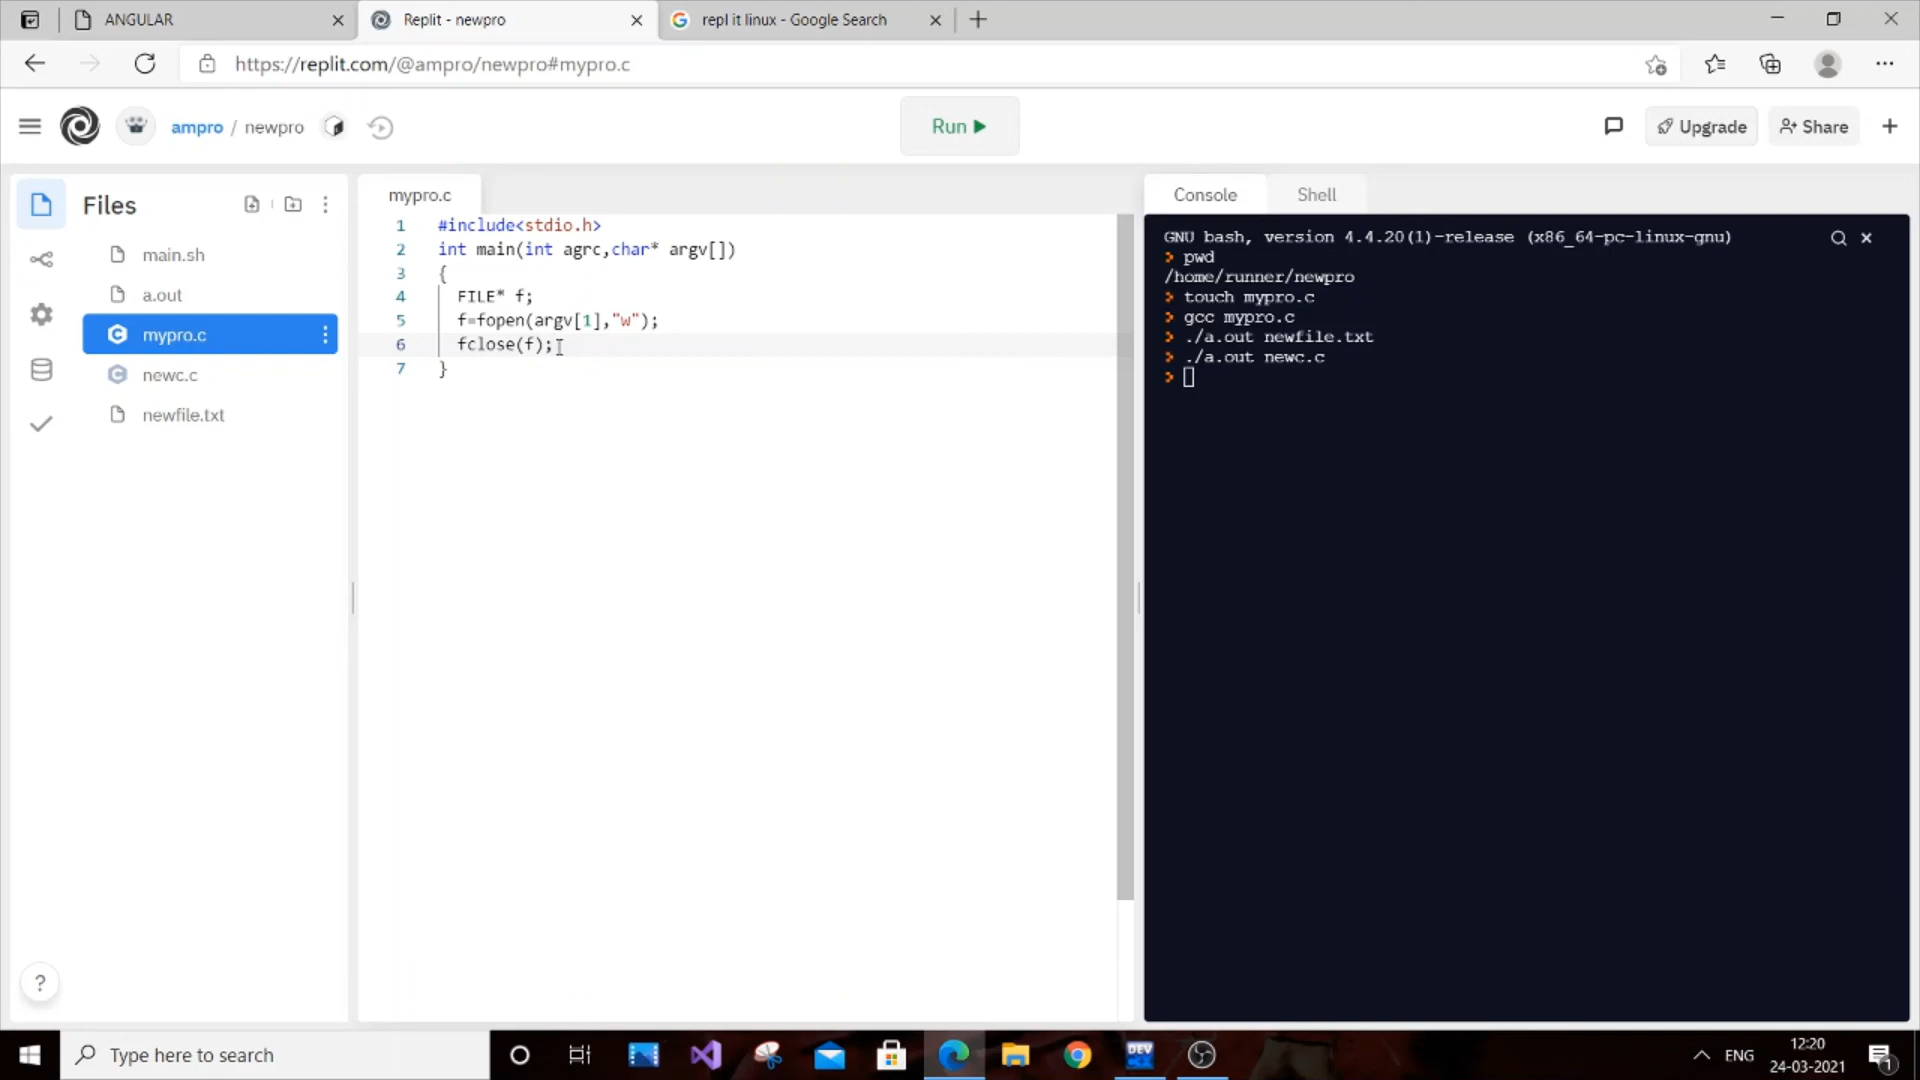 ANGULAR
Replit - newpro
repl it linux - Google Search
https://replit.com/@ampro/newpro#mypro.c
ampro / newpro
Run
Upgrade
Share
Files
main.sh
a.out
mypro.c
newc.c
newfile.txt
mypro.c
1 #include<stdio.h>
2 int main(int agrc,char* argv[])
3 {
4 FILE* f;
5 f=fopen(argv[1],"w");
6 fclose(f);
7 }
Console
Shell
GNU bash, version 4.4.20(1)-release (x86_64-pc-linux-gnu)
> pwd
/home/runner/newpro
> touch mypro.c
> gcc mypro.c
> ./a.out newfile.txt
> ./a.out newc.c
>
?
Type here to search
DEV
ENG
12:20
24-03-2021
1